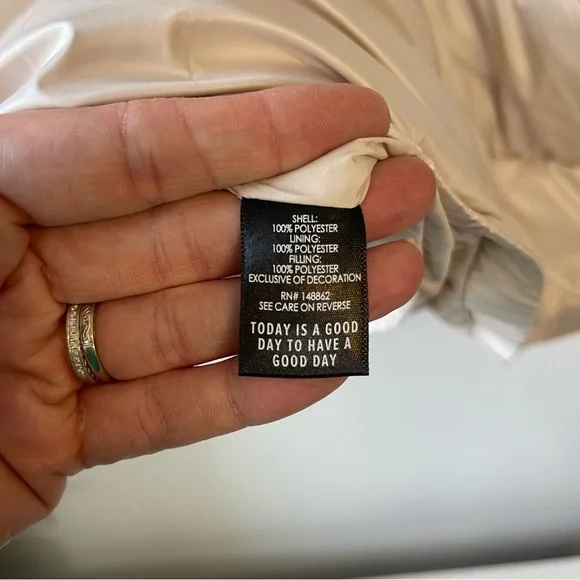 SHELL:
100% POLYESTER
LINING:
100% POLYESTER
FILLING:
100% POLYESTER
EXCLUSIVE OF DECORATION
RN# 148862
SEE CARE ON REVERSE
TODAY IS A GOOD
DAY TO HAVE A
GOOD DAY